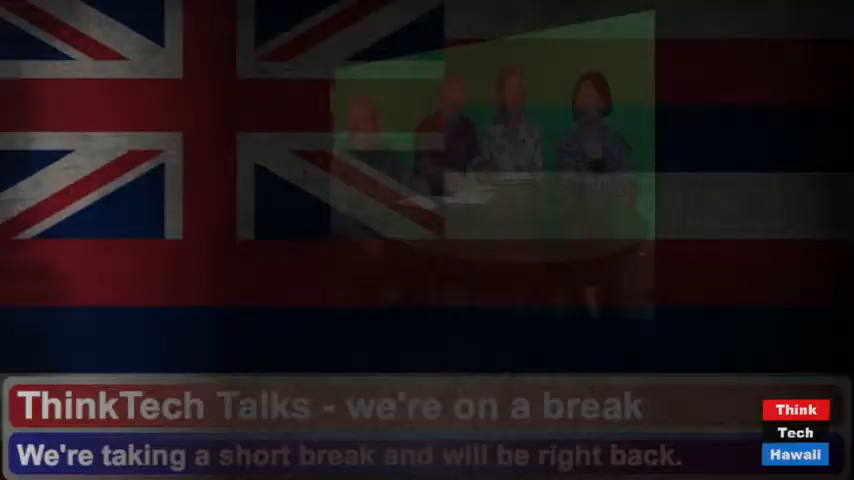 ThinkTech Talks - we're on a break
We're taking a short break and will be right back.
Think
Tech
Hawaii